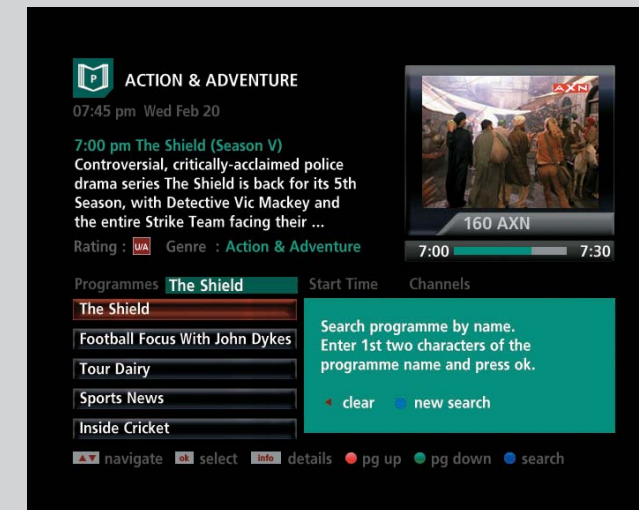 P
ACTION & ADVENTURE
07:45 pm Wed Feb 20
7:00 pm The Shield (Season V)
Controversial, critically-acclaimed police
drama series The Shield is back for its 5th
Season, with Detective Vic Mackey and
the entire Strike Team facing their ...
Rating : U/A Genre : Action & Adventure
AXN
160 AXN
7:00 7:30
Programmes The Shield Start Time Channels
The Shield
Football Focus With John Dykes
Tour Dairy
Sports News
Inside Cricket
Search programme by name.
Enter 1st two characters of the
programme name and press ok.
clear new search
navigate ok select info details pg up pg down search